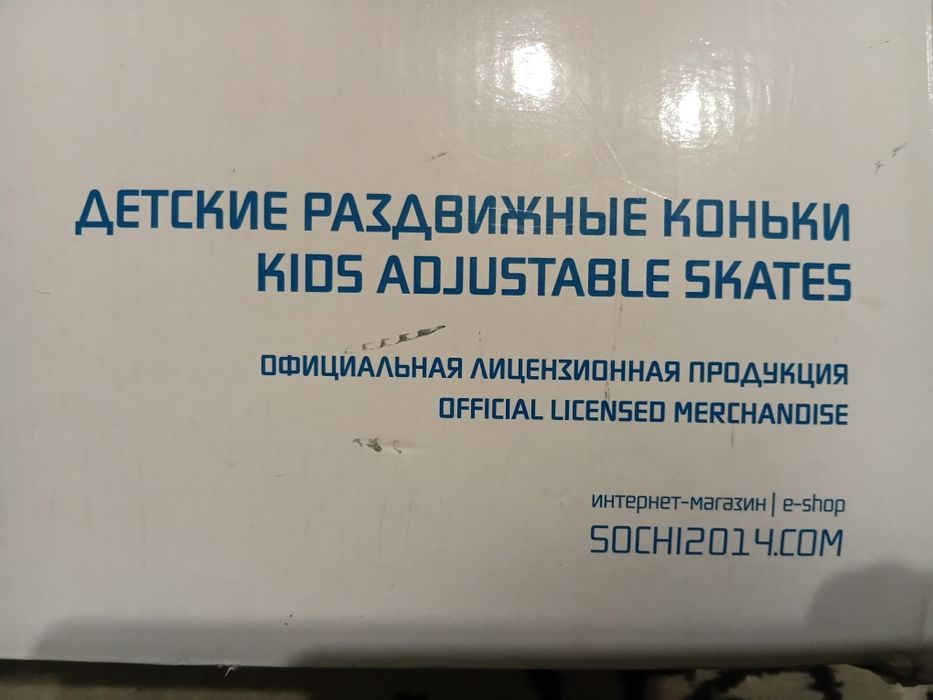 ДЕТСКИЕ РАЗДВИЖНЫЕ КОНЬКИ
KIDS ADJUSTABLE SKATES
ОФИЦИАЛЬНАЯ ЛИЦЕНЗИОННАЯ ПРОДУКЦИЯ
OFFICIAL LICENSED MERCHANDISE
интернет-магазин | e-shop
SOCHI2014.COM